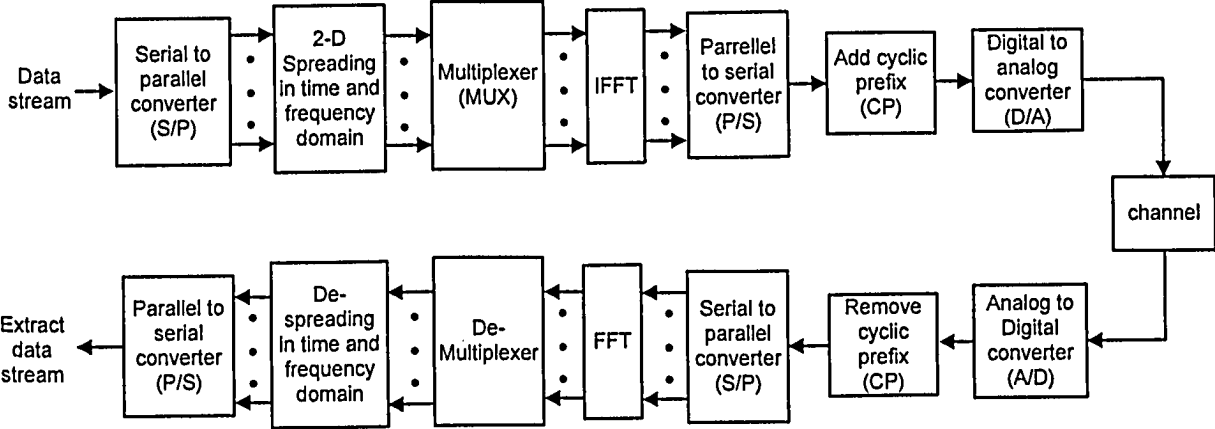 Data
stream
Serial to
parallel
converter
(S/P)
2-D
Spreading
in time and
frequency
domain
Multiplexer
(MUX)
IFFT
Parrellel
to serial
converter
(P/S)
Add cyclic
prefix
(CP)
Digital to
analog
converter
(D/A)
channel
Extract
data
stream
Parallel to
serial
converter
(P/S)
De-
spreading
in time and
frequency
domain
De-
Multiplexer
FFT
Serial to
parallel
converter
(S/P)
Remove
cyclic
prefix
(CP)
Analog to
Digital
converter
(A/D)